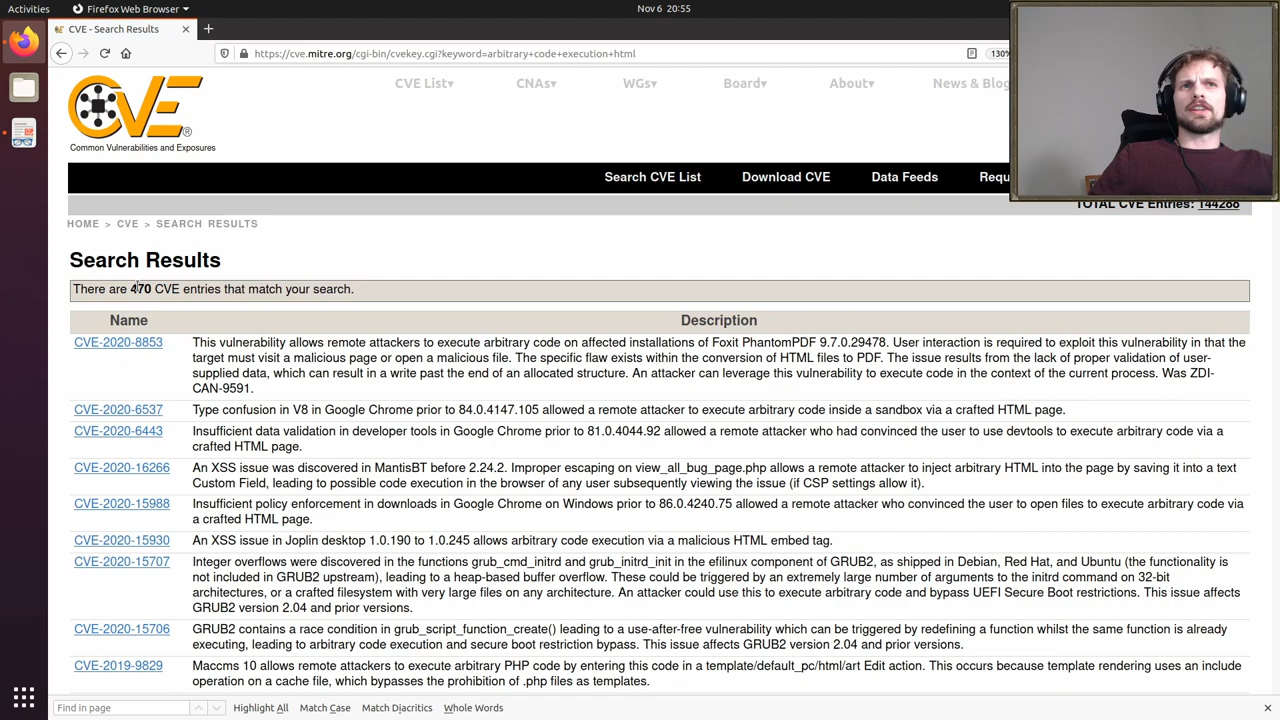 Activities
Firefox Web Browser
Nov 6 20:55
CVE - Search Results
https://cve.mitre.org/cgi-bin/cvekey.cgi?keyword=arbitrary+code+execution+html
130%
CVE
®
Common Vulnerabilities and Exposures
CVE List▾
CNAs▾
WGs▾
Board▾
About▾
News & Blog
Search CVE List
Download CVE
Data Feeds
TOTAL CVE Entries: 144288
HOME > CVE > SEARCH RESULTS
Search Results
There are 470 CVE entries that match your search.
Name
Description
CVE-2020-8853
This vulnerability allows remote attackers to execute arbitrary code on affected installations of Foxit PhantomPDF 9.7.0.29478. User interaction is required to exploit this vulnerability in that the
target must visit a malicious page or open a malicious file. The specific flaw exists within the conversion of HTML files to PDF. The issue results from the lack of proper validation of user-
supplied data, which can result in a write past the end of an allocated structure. An attacker can leverage this vulnerability to execute code in the context of the current process. Was ZDI-
CAN-9591.
CVE-2020-6537
Type confusion in V8 in Google Chrome prior to 84.0.4147.105 allowed a remote attacker to execute arbitrary code inside a sandbox via a crafted HTML page.
CVE-2020-6443
Insufficient data validation in developer tools in Google Chrome prior to 81.0.4044.92 allowed a remote attacker who had convinced the user to use devtools to execute arbitrary code via a
crafted HTML page.
CVE-2020-16266
An XSS issue was discovered in MantisBT before 2.24.2. Improper escaping on view_all_bug_page.php allows a remote attacker to inject arbitrary HTML into the page by saving it into a text
Custom Field, leading to possible code execution in the browser of any user subsequently viewing the issue (if CSP settings allow it).
CVE-2020-15988
Insufficient policy enforcement in downloads in Google Chrome on Windows prior to 86.0.4240.75 allowed a remote attacker who convinced the user to open files to execute arbitrary code via
a crafted HTML page.
CVE-2020-15930
An XSS issue in Joplin desktop 1.0.190 to 1.0.245 allows arbitrary code execution via a malicious HTML embed tag.
CVE-2020-15707
Integer overflows were discovered in the functions grub_cmd_initrd and grub_initrd_init in the efilinux component of GRUB2, as shipped in Debian, Red Hat, and Ubuntu (the functionality is
not included in GRUB2 upstream), leading to a heap-based buffer overflow. These could be triggered by an extremely large number of arguments to the initrd command on 32-bit
architectures, or a crafted filesystem with very large files on any architecture. An attacker could use this to execute arbitrary code and bypass UEFI Secure Boot restrictions. This issue affects
GRUB2 version 2.04 and prior versions.
CVE-2020-15706
GRUB2 contains a race condition in grub_script_function_create() leading to a use-after-free vulnerability which can be triggered by redefining a function whilst the same function is already
executing, leading to arbitrary code execution and secure boot restriction bypass. This issue affects GRUB2 version 2.04 and prior versions.
CVE-2019-9829
Maccms 10 allows remote attackers to execute arbitrary PHP code by entering this code in a template/default_pc/html/art Edit action. This occurs because template rendering uses an include
operation on a cache file, which bypasses the prohibition of .php files as templates.
Find in page
Highlight All
Match Case
Match Diacritics
Whole Words